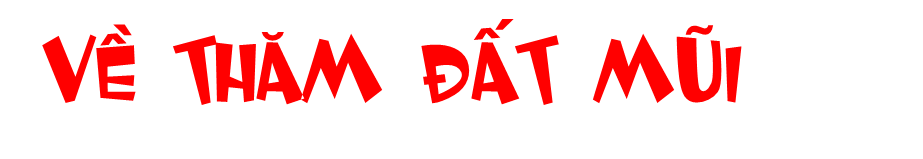 VỀ THĂM ĐẤT MŨI